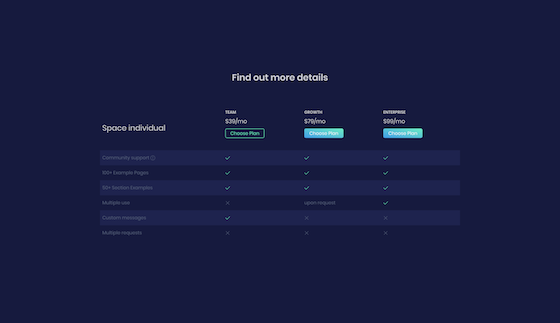 Find out more details
TEAM
GROWTH
ENTERPRISE
$39/mo
$79/mo
$99/mo
Space individual
Choose Plan
Choose Plan
Choose Plan
Community support
100+ Example Pages
50+ Section Examples
Multiple use
upon request
Custom messages
Multiple requests